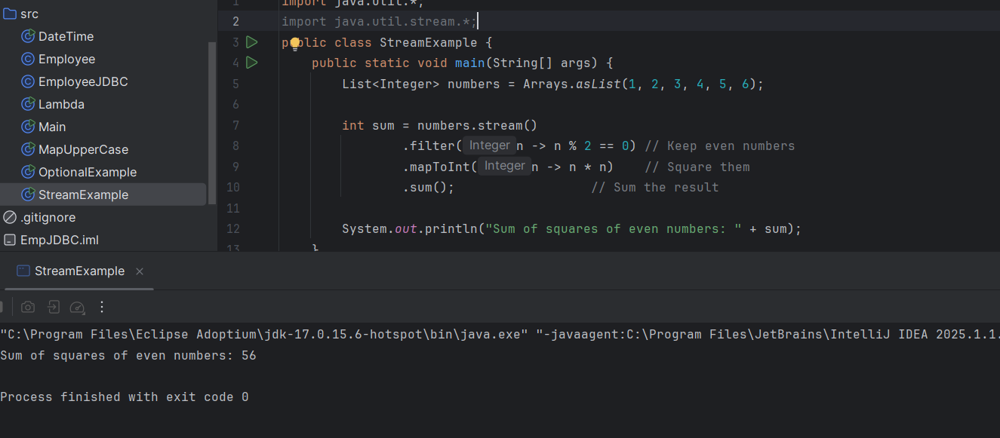 src
DateTime
Employee
EmployeeJDBC
Lambda
Main
MapUpperCase
OptionalExample
StreamExample
.gitignore
EmpJDBC.iml
1 import java.util.*;
2 import java.util.stream.*;
3 public class StreamExample {
4 public static void main(String[] args) {
5 List<Integer> numbers = Arrays.asList(1, 2, 3, 4, 5, 6);
6
7 int sum = numbers.stream()
8 .filter( Integer n -> n % 2 == 0) // Keep even numbers
9 .mapToInt( Integer n -> n * n) // Square them
10 .sum(); // Sum the result
11
12 System.out.println("Sum of squares of even numbers: " + sum);
13 }
StreamExample
"C:\Program Files\Eclipse Adoptium\jdk-17.0.15.6-hotspot\bin\java.exe" "-javaagent:C:\Program Files\JetBrains\IntelliJ IDEA 2025.1.1.
Sum of squares of even numbers: 56
Process finished with exit code 0